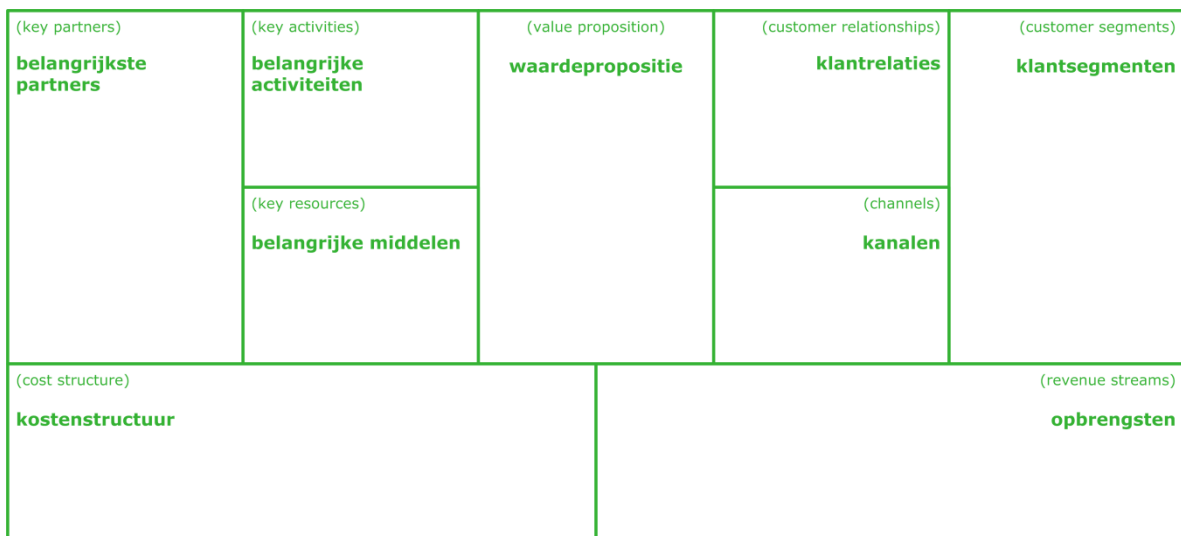 (key partners)
belangrijkste
partners
(key activities)
belangrijke
activiteiten
(key resources)
belangrijke middelen
(value proposition)
waardepropositie
(customer relationships)
klantrelaties
(channels)
kanalen
(customer segments)
klantsegmenten
(cost structure)
kostenstructuur
(revenue streams)
opbrengsten